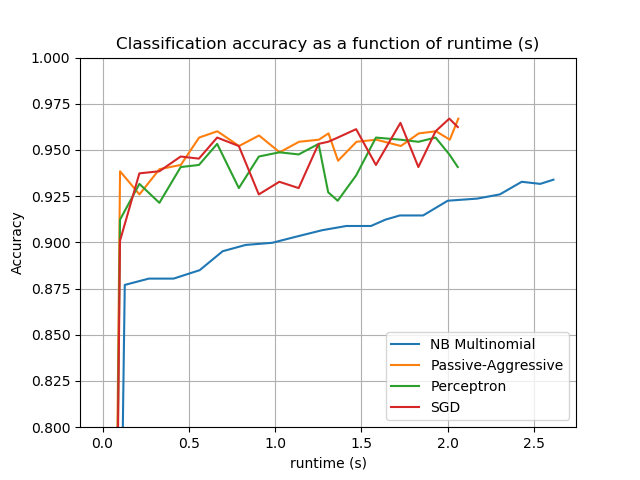 Classification accuracy as a function of runtime (s)
1.000
0.975
0.950
0.925
0.900
0.875
0.850
0.825
0.800
Accuracy
NB Multinomial
Passive-Aggressive
Perceptron
SGD
0.0 0.5 1.0 1.5 2.0 2.5
runtime (s)